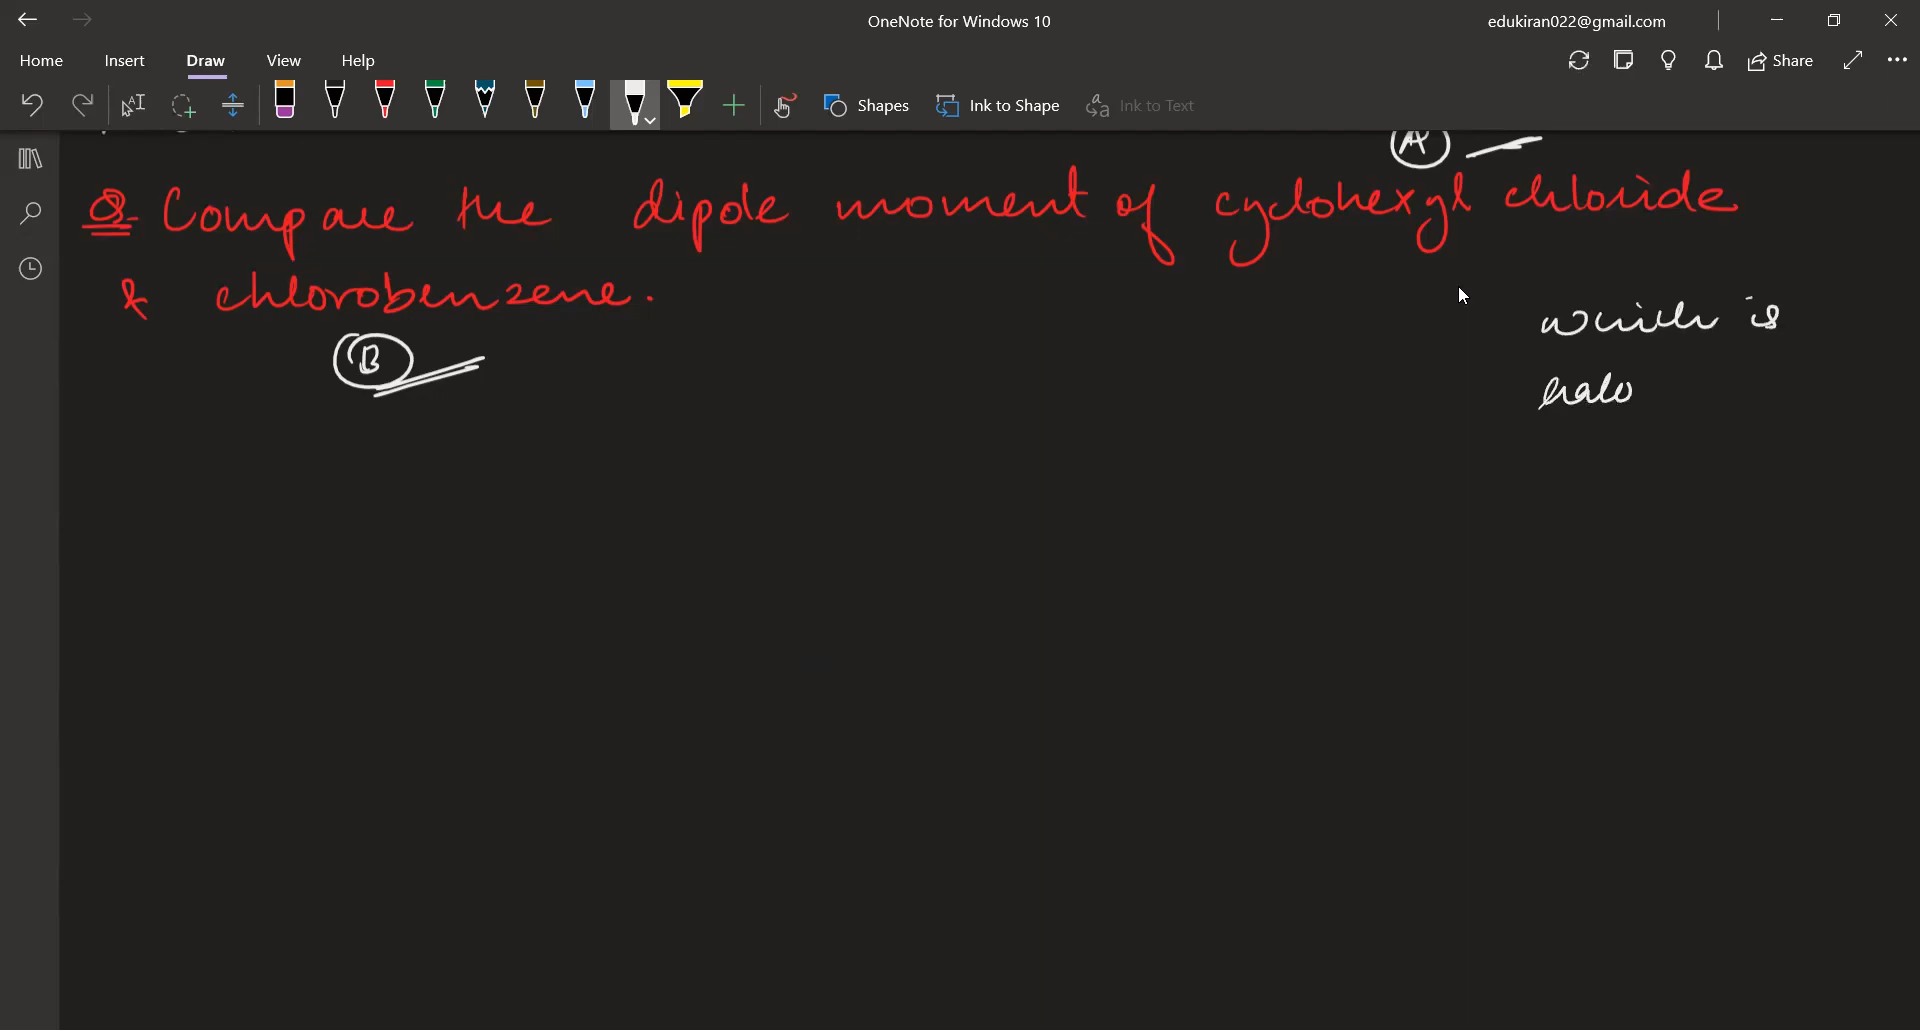 OneNote for Windows 10
edukiran022@gmail.com
Home Insert Draw View Help
Share
Shapes Ink to Shape Ink to Text
A
Q. Compare the dipole moment of cyclohexyl chloride
& chlorobenzene.
which is
B
halo